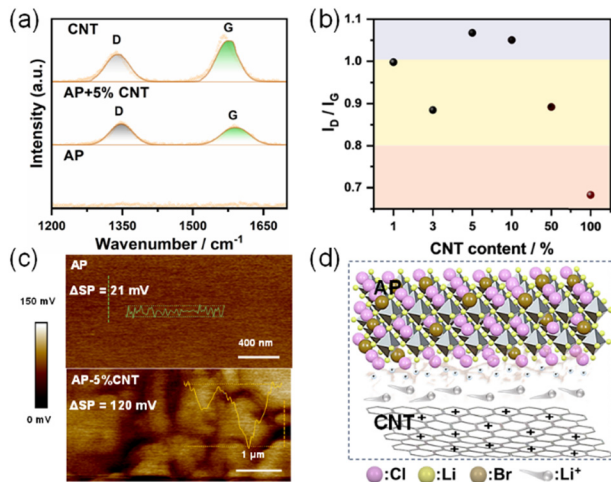 (a)
CNT
D
G
AP+5% CNT
D
G
AP
Intensity (a.u.)
1200 1350 1500 1650
Wavenumber / cm⁻¹
(b)
1.1
1.0
0.9
0.8
0.7
I_D / I_G
1 3 5 10 50 100
CNT content / %
(c)
AP
ΔSP = 21 mV
400 nm
150 mV
0 mV
AP-5%CNT
ΔSP = 120 mV
1 μm
(d)
AP
CNT
:Cl :Li :Br :Li⁺